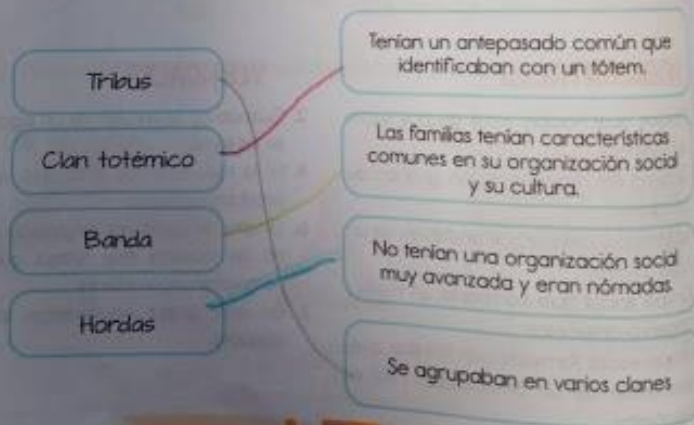 Tribus
Clan totémico
Banda
Hordas
Tenían un antepasado común que
identificaban con un tótem.
Las familias tenían características
comunes en su organización social
y su cultura.
No tenían una organización social
muy avanzada y eran nómadas
Se agrupaban en varios clanes